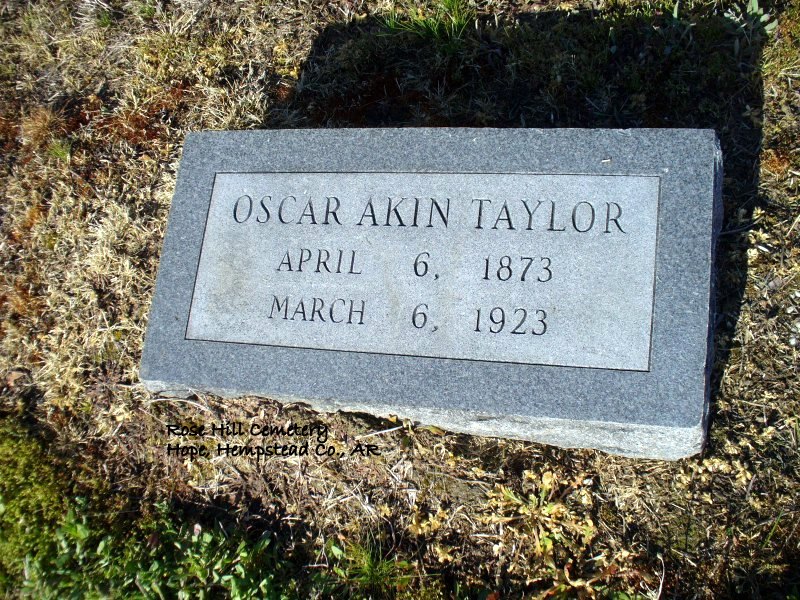 OSCAR AKIN TAYLOR
APRIL 6, 1873
MARCH 6, 1923
Rose Hill Cemetery
Hope, Hempstead Co., AR